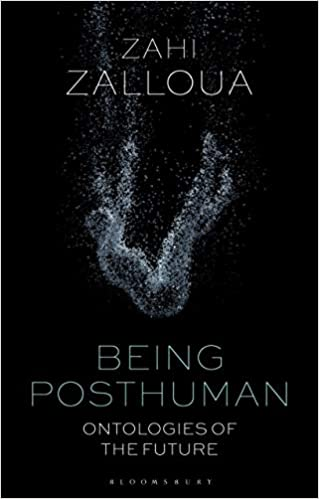 ZAHI
ZALLOUA
BEING
POSTHUMAN
ONTOLOGIES OF
THE FUTURE
BLOOMSBURY